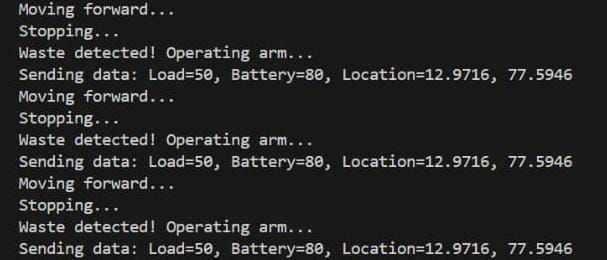 Moving forward...
Stopping...
Waste detected! Operating arm...
Sending data: Load=50, Battery=80, Location=12.9716, 77.5946
Moving forward...
Stopping...
Waste detected! Operating arm...
Sending data: Load=50, Battery=80, Location=12.9716, 77.5946
Moving forward...
Stopping...
Waste detected! Operating arm...
Sending data: Load=50, Battery=80, Location=12.9716, 77.5946